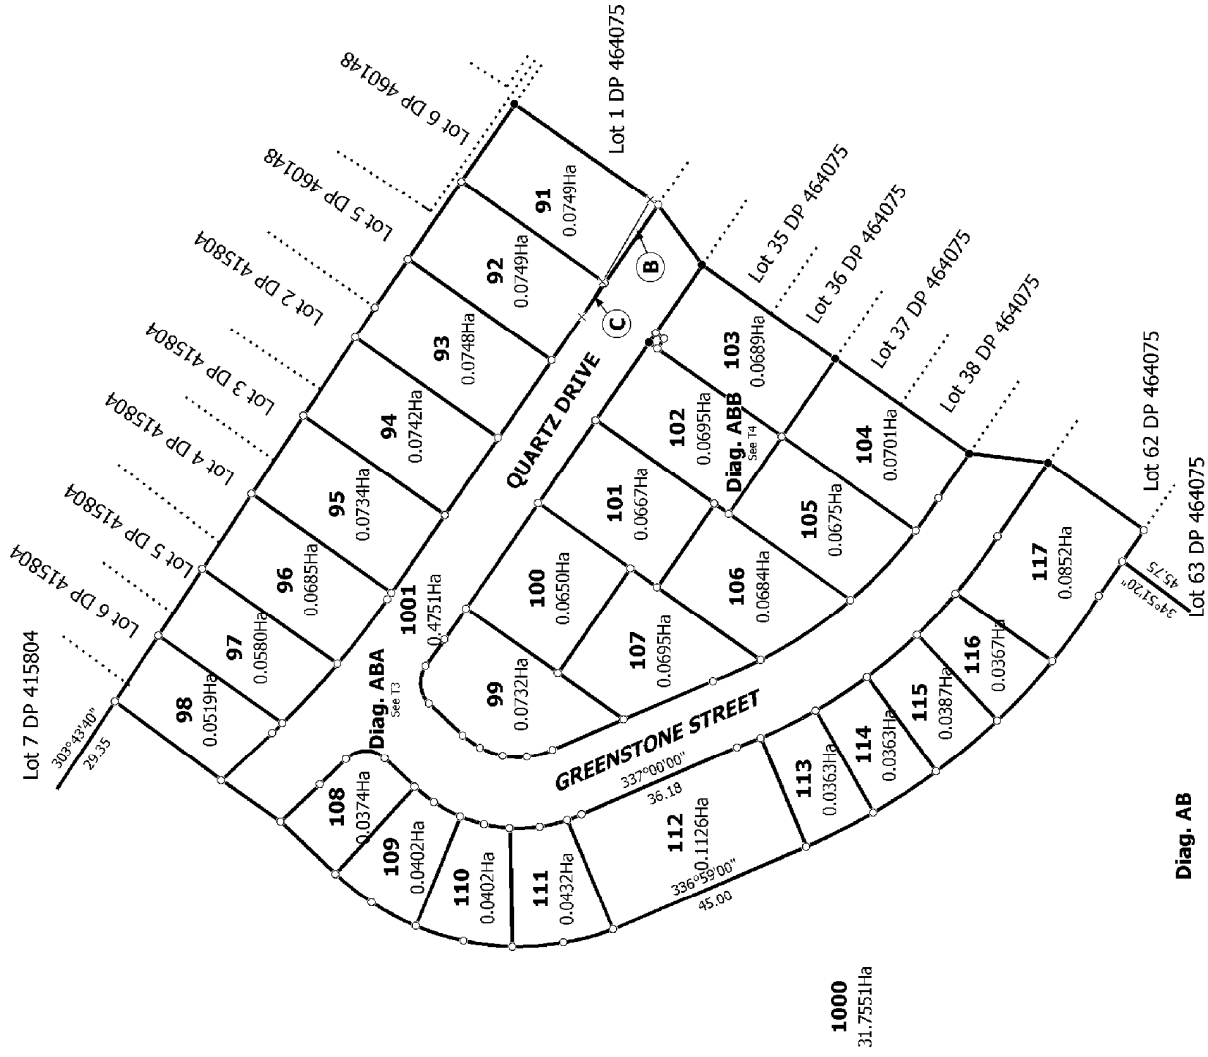 Lot 7 DP 415804
Lot 6 DP 415804
Lot 5 DP 415804
Lot 4 DP 415804
Lot 3 DP 415804
Lot 2 DP 415804
Lot 5 DP 460148
Lot 6 DP 460148
Lot 1 DP 464075
Lot 35 DP 464075
Lot 36 DP 464075
Lot 37 DP 464075
Lot 38 DP 464075
Lot 62 DP 464075
Lot 63 DP 464075
303°43'40"
29.35
34°51'20"
45.75
91
0.0749Ha
92
0.0749Ha
93
0.0748Ha
94
0.0742Ha
95
0.0734Ha
96
0.0685Ha
97
0.0580Ha
98
0.0519Ha
B
C
QUARTZ DRIVE
1001
0.4751Ha
Diag. ABA
See T3
99
0.0732Ha
100
0.0650Ha
101
0.0667Ha
102
0.0695Ha
Diag. ABB
See T4
103
0.0689Ha
104
0.0701Ha
105
0.0675Ha
106
0.0684Ha
107
0.0695Ha
GREENSTONE STREET
337°00'00"
36.18
108
0.0374Ha
109
0.0402Ha
110
0.0402Ha
111
0.0432Ha
112
0.1126Ha
336°59'00"
45.00
113
0.0363Ha
114
0.0363Ha
115
0.0387Ha
116
0.0367Ha
117
0.0852Ha
1000
31.7551Ha
Diag. AB